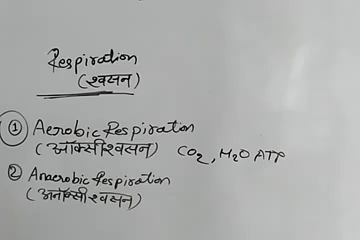 Respiration
(श्वसन)
① Aerobic Respiration
(ऑक्सीश्वसन) CO₂, H₂O ATP
② Anaerobic Respiration
(अनॉक्सीश्वसन)